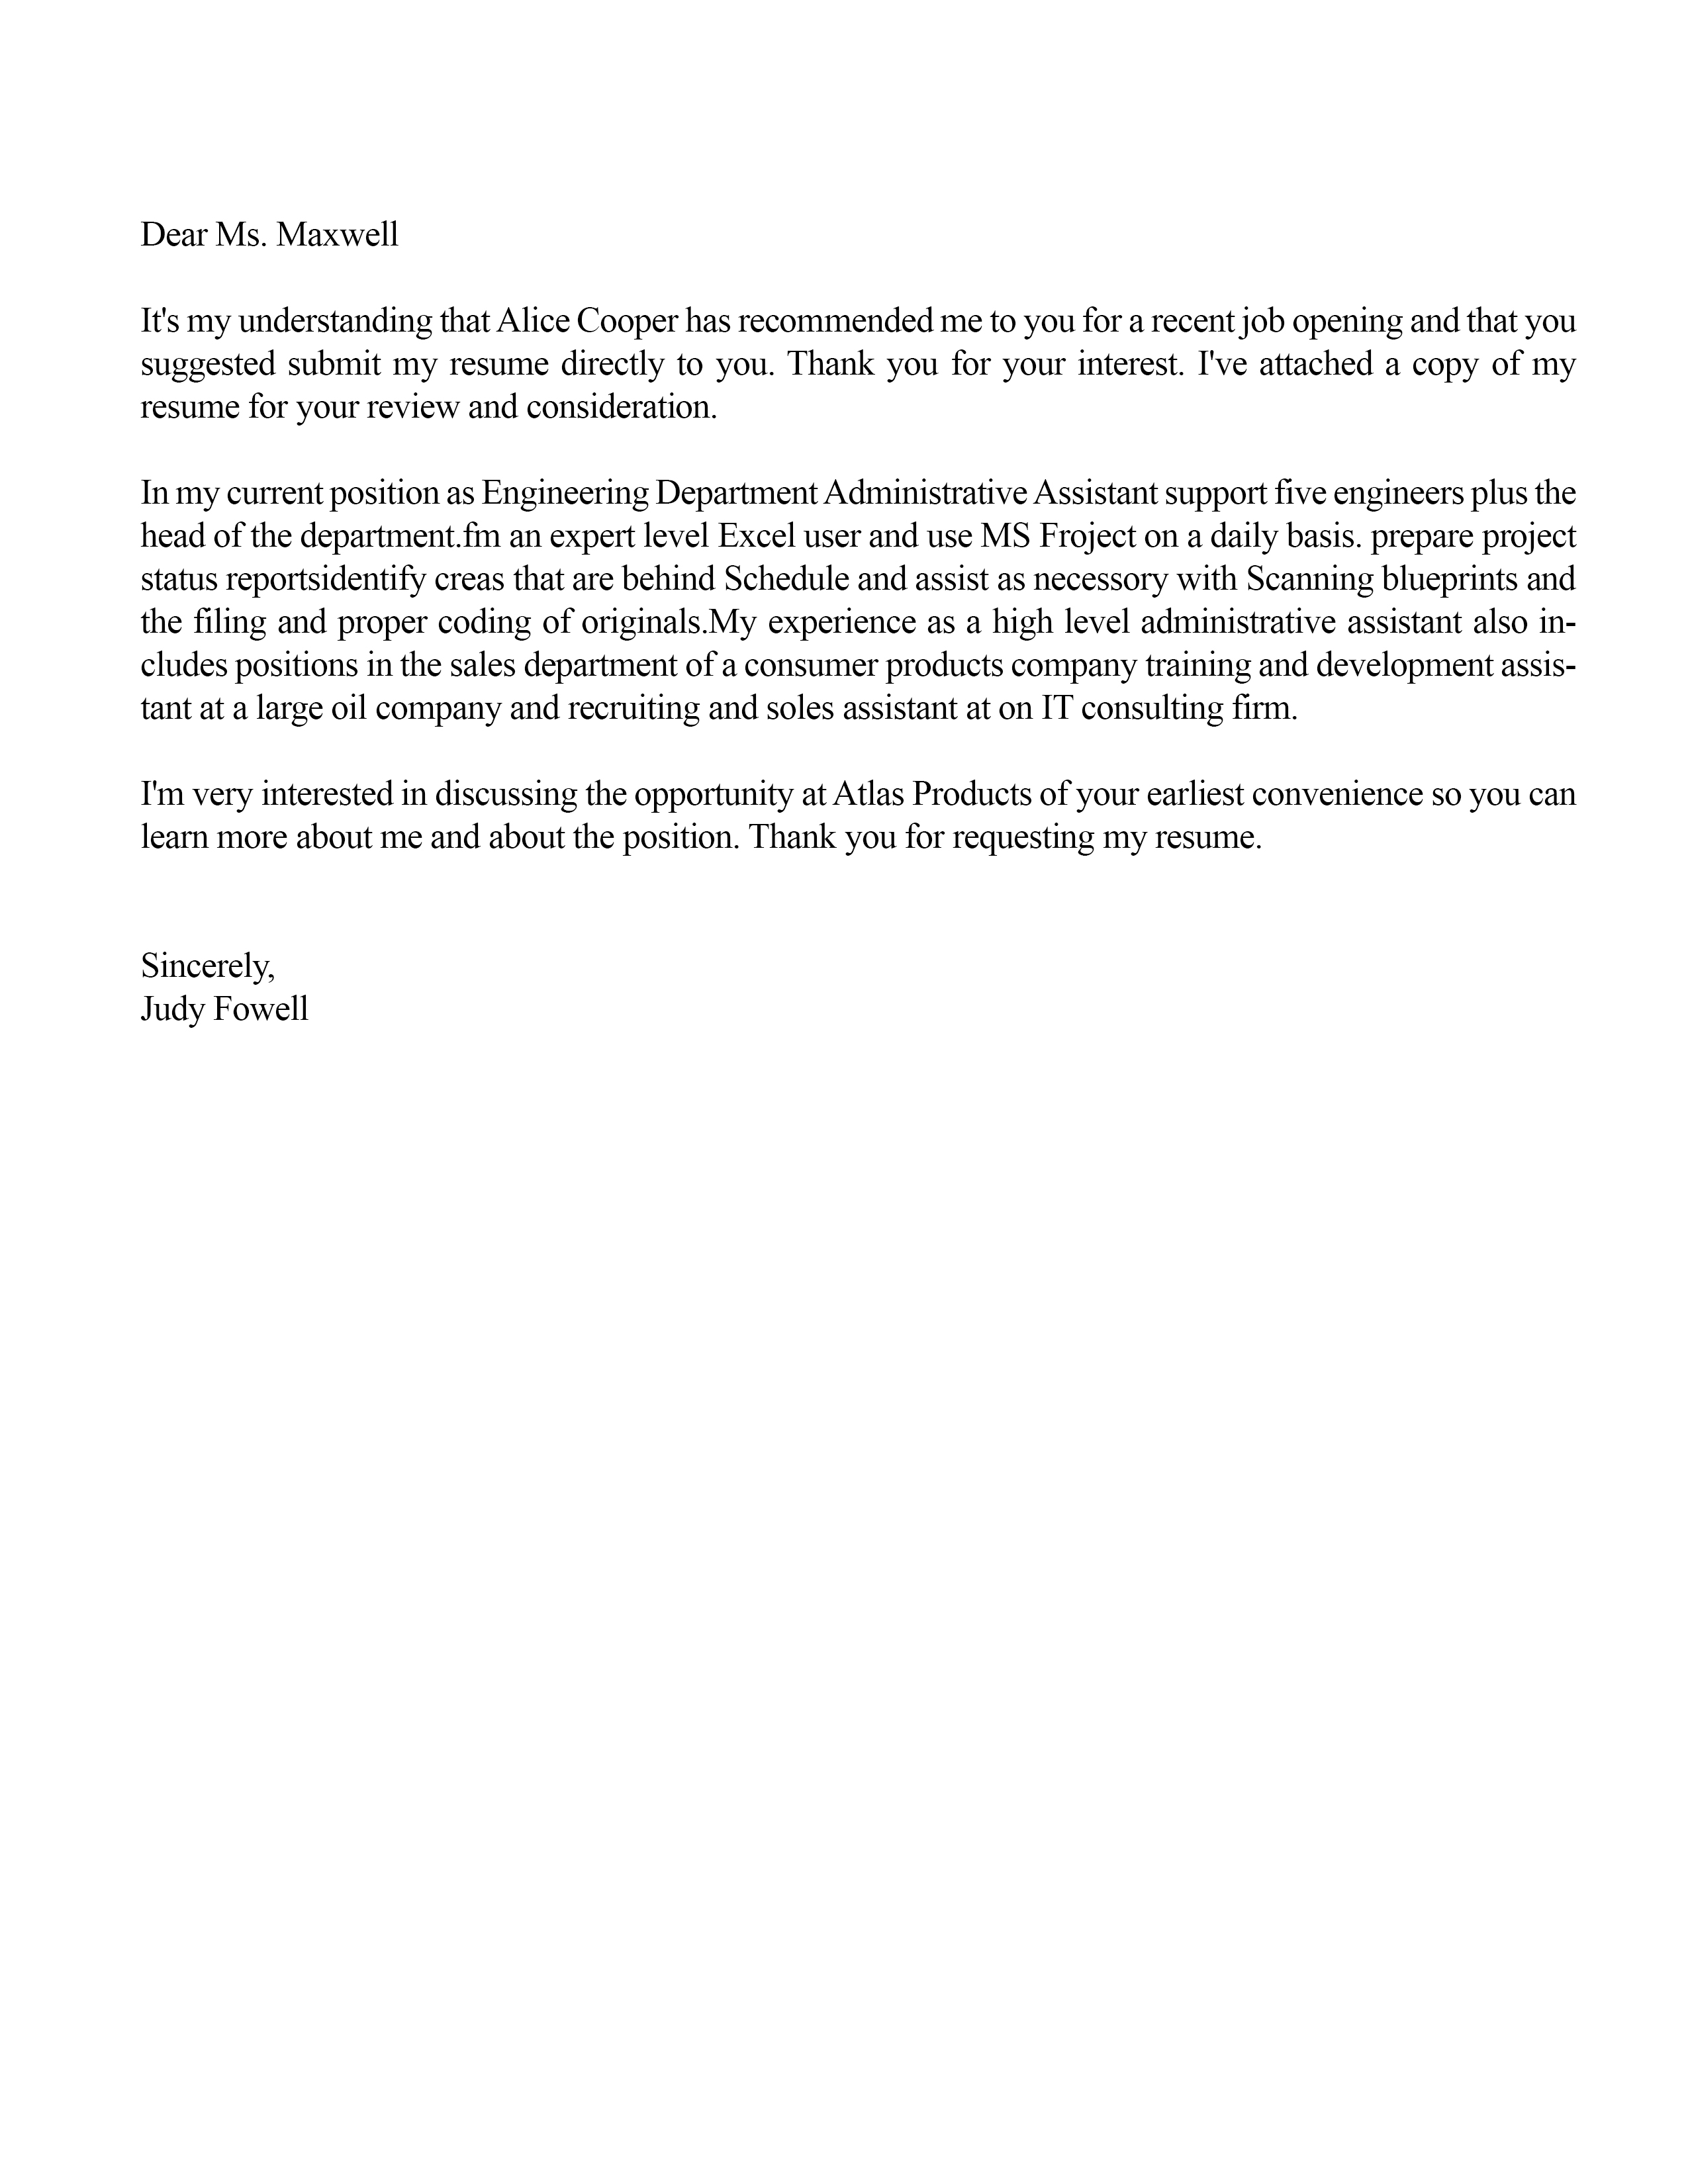 Dear Ms. Maxwell
It's my understanding that Alice Cooper has recommended me to you for a recent job opening and that you
suggested submit my resume directly to you. Thank you for your interest. I've attached a copy of my
resume for your review and consideration.
In my current position as Engineering Department Administrative Assistant support five engineers plus the
head of the department.fm an expert level Excel user and use MS Froject on a daily basis. prepare project
status reportsidentify creas that are behind Schedule and assist as necessory with Scanning blueprints and
the filing and proper coding of originals.My experience as a high level administrative assistant also in-
cludes positions in the sales department of a consumer products company training and development assis-
tant at a large oil company and recruiting and soles assistant at on IT consulting firm.
I'm very interested in discussing the opportunity at Atlas Products of your earliest convenience so you can
learn more about me and about the position. Thank you for requesting my resume.
Sincerely,
Judy Fowell